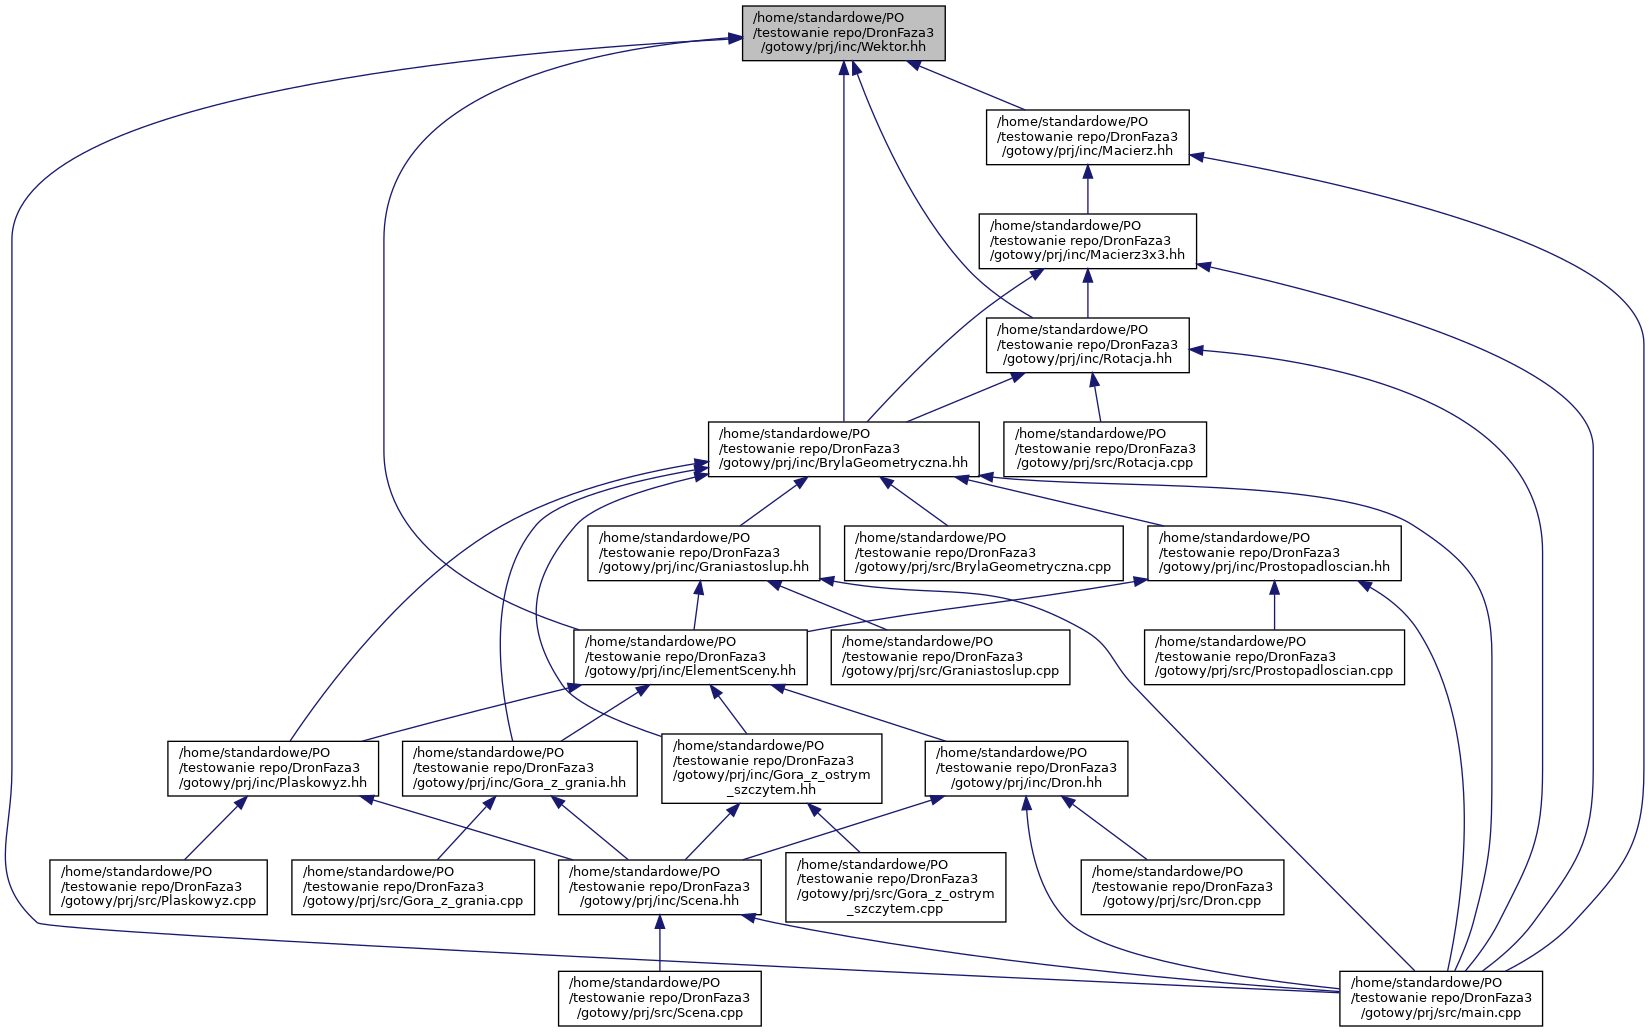 /home/standardowe/PO
/testowanie repo/DronFaza3
/gotowy/prj/inc/Wektor.hh
/home/standardowe/PO
/testowanie repo/DronFaza3
/gotowy/prj/inc/Macierz.hh
/home/standardowe/PO
/testowanie repo/DronFaza3
/gotowy/prj/inc/Macierz3x3.hh
/home/standardowe/PO
/testowanie repo/DronFaza3
/gotowy/prj/inc/Rotacja.hh
/home/standardowe/PO
/testowanie repo/DronFaza3
/gotowy/prj/inc/BrylaGeometryczna.hh
/home/standardowe/PO
/testowanie repo/DronFaza3
/gotowy/prj/src/Rotacja.cpp
/home/standardowe/PO
/testowanie repo/DronFaza3
/gotowy/prj/inc/Graniastoslup.hh
/home/standardowe/PO
/testowanie repo/DronFaza3
/gotowy/prj/src/BrylaGeometryczna.cpp
/home/standardowe/PO
/testowanie repo/DronFaza3
/gotowy/prj/inc/Prostopadloscian.hh
/home/standardowe/PO
/testowanie repo/DronFaza3
/gotowy/prj/inc/ElementSceny.hh
/home/standardowe/PO
/testowanie repo/DronFaza3
/gotowy/prj/src/Graniastoslup.cpp
/home/standardowe/PO
/testowanie repo/DronFaza3
/gotowy/prj/src/Prostopadloscian.cpp
/home/standardowe/PO
/testowanie repo/DronFaza3
/gotowy/prj/inc/Plaskowyz.hh
/home/standardowe/PO
/testowanie repo/DronFaza3
/gotowy/prj/inc/Gora_z_grania.hh
/home/standardowe/PO
/testowanie repo/DronFaza3
/gotowy/prj/inc/Gora_z_ostrym
_szczytem.hh
/home/standardowe/PO
/testowanie repo/DronFaza3
/gotowy/prj/inc/Dron.hh
/home/standardowe/PO
/testowanie repo/DronFaza3
/gotowy/prj/src/Plaskowyz.cpp
/home/standardowe/PO
/testowanie repo/DronFaza3
/gotowy/prj/src/Gora_z_grania.cpp
/home/standardowe/PO
/testowanie repo/DronFaza3
/gotowy/prj/inc/Scena.hh
/home/standardowe/PO
/testowanie repo/DronFaza3
/gotowy/prj/src/Gora_z_ostrym
_szczytem.cpp
/home/standardowe/PO
/testowanie repo/DronFaza3
/gotowy/prj/src/Dron.cpp
/home/standardowe/PO
/testowanie repo/DronFaza3
/gotowy/prj/src/Scena.cpp
/home/standardowe/PO
/testowanie repo/DronFaza3
/gotowy/prj/src/main.cpp